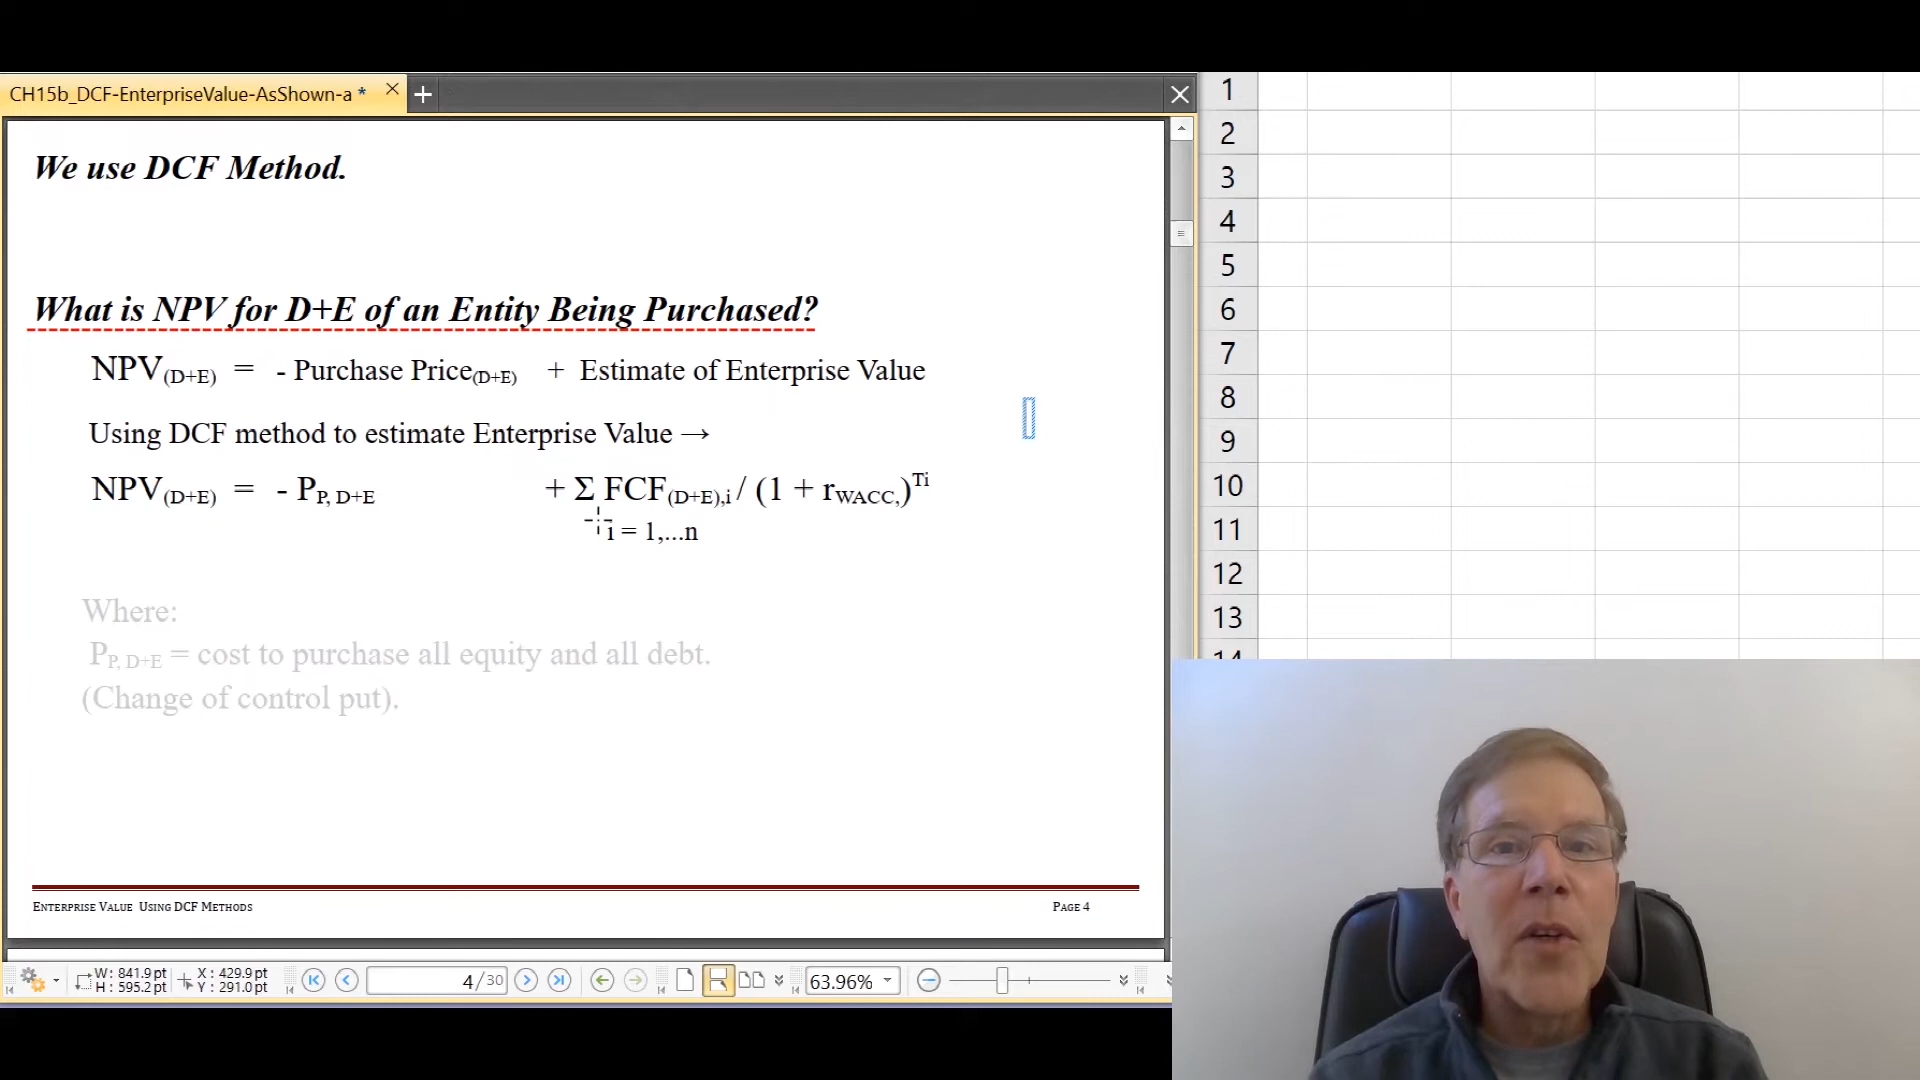 CH15b_DCF-EnterpriseValue-AsShown-a *
We use DCF Method.
What is NPV for D+E of an Entity Being Purchased?
NPV(D+E) = - Purchase Price(D+E) + Estimate of Enterprise Value
Using DCF method to estimate Enterprise Value →
NPV(D+E) = - PP, D+E + Σ FCF(D+E),i / (1 + rWACC,)Ti
i = 1,...n
Where:
PP, D+E = cost to purchase all equity and all debt.
(Change of control put).
ENTERPRISE VALUE USING DCF METHODS PAGE 4
W: 841.9 pt
H: 595.2 pt
X: 429.9 pt
Y: 291.0 pt
4 / 30
63.96%
1
2
3
4
5
6
7
8
9
10
11
12
13